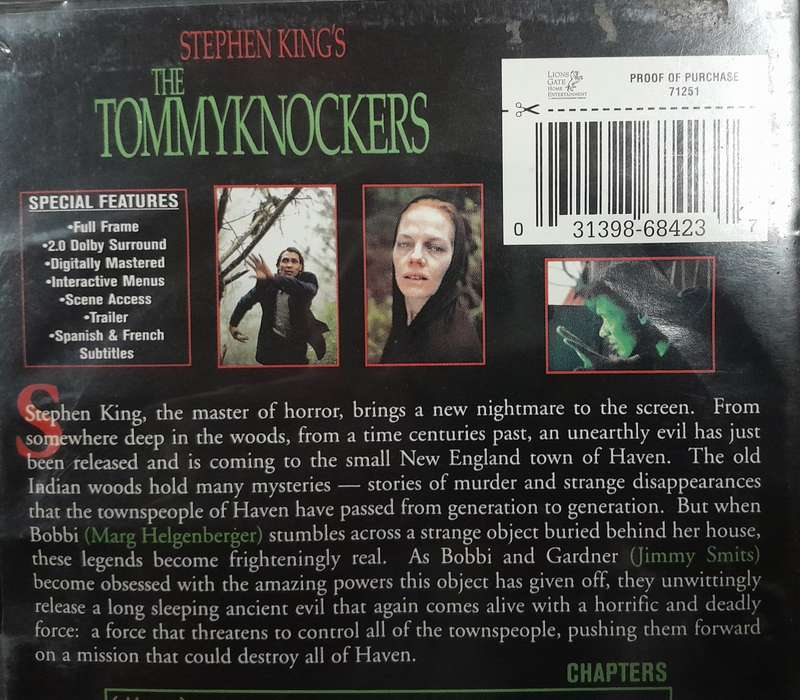 STEPHEN KING'S
THE
TOMMYKNOCKERS
LIONS
GATE
HOME
ENTERTAINMENT
PROOF OF PURCHASE
71251
0 31398-68423 7
SPECIAL FEATURES
•Full Frame
•2.0 Dolby Surround
•Digitally Mastered
•Interactive Menus
•Scene Access
•Trailer
•Spanish & French
Subtitles
Stephen King, the master of horror, brings a new nightmare to the screen. From
somewhere deep in the woods, from a time centuries past, an unearthly evil has just
been released and is coming to the small New England town of Haven. The old
Indian woods hold many mysteries — stories of murder and strange disappearances
that the townspeople of Haven have passed from generation to generation. But when
Bobbi (Marg Helgenberger) stumbles across a strange object buried behind her house,
these legends become frighteningly real. As Bobbi and Gardner (Jimmy Smits)
become obsessed with the amazing powers this object has given off, they unwittingly
release a long sleeping ancient evil that again comes alive with a horrific and deadly
force: a force that threatens to control all of the townspeople, pushing them forward
on a mission that could destroy all of Haven.
CHAPTERS